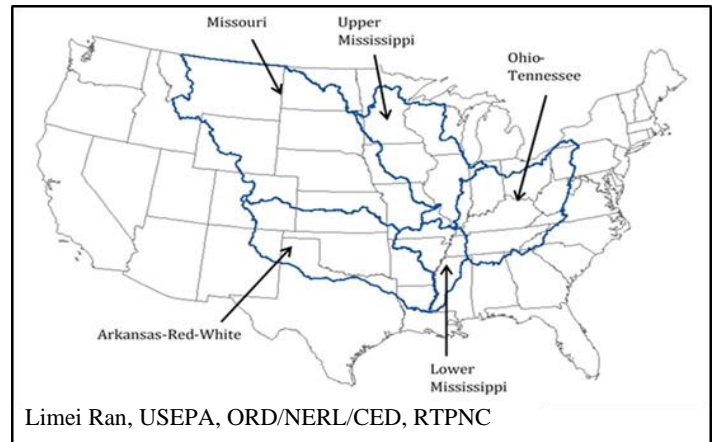 Missouri
Upper
Mississippi
Ohio-
Tennessee
Arkansas-Red-White
Lower
Mississippi
Limei Ran, USEPA, ORD/NERL/CED, RTPNC